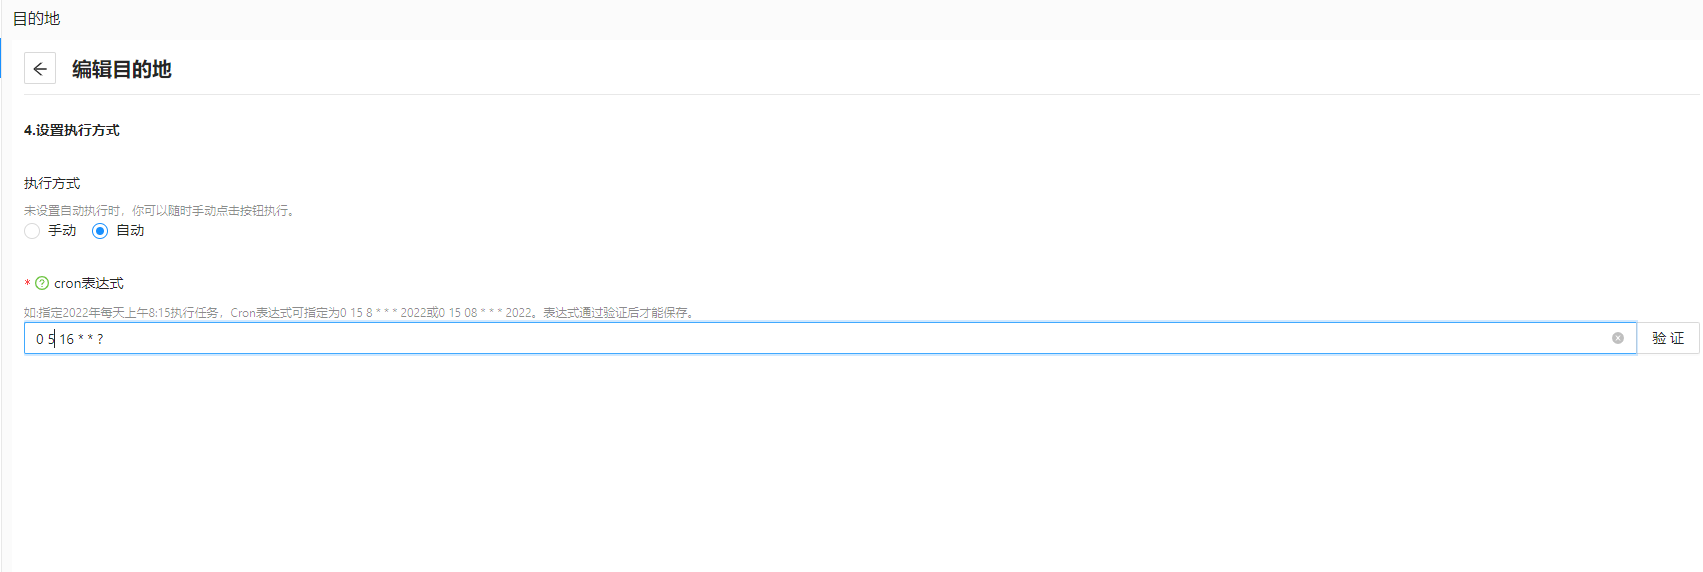 目的地
编辑目的地
4.设置执行方式
执行方式
未设置自动执行时，你可以随时手动点击按钮执行。
手动 自动
* cron表达式
如:指定2022年每天上午8:15执行任务，Cron表达式可指定为0 15 8 * * * 2022或0 15 08 * * * 2022。表达式通过验证后才能保存。
0 5 16 * * ? 验 证